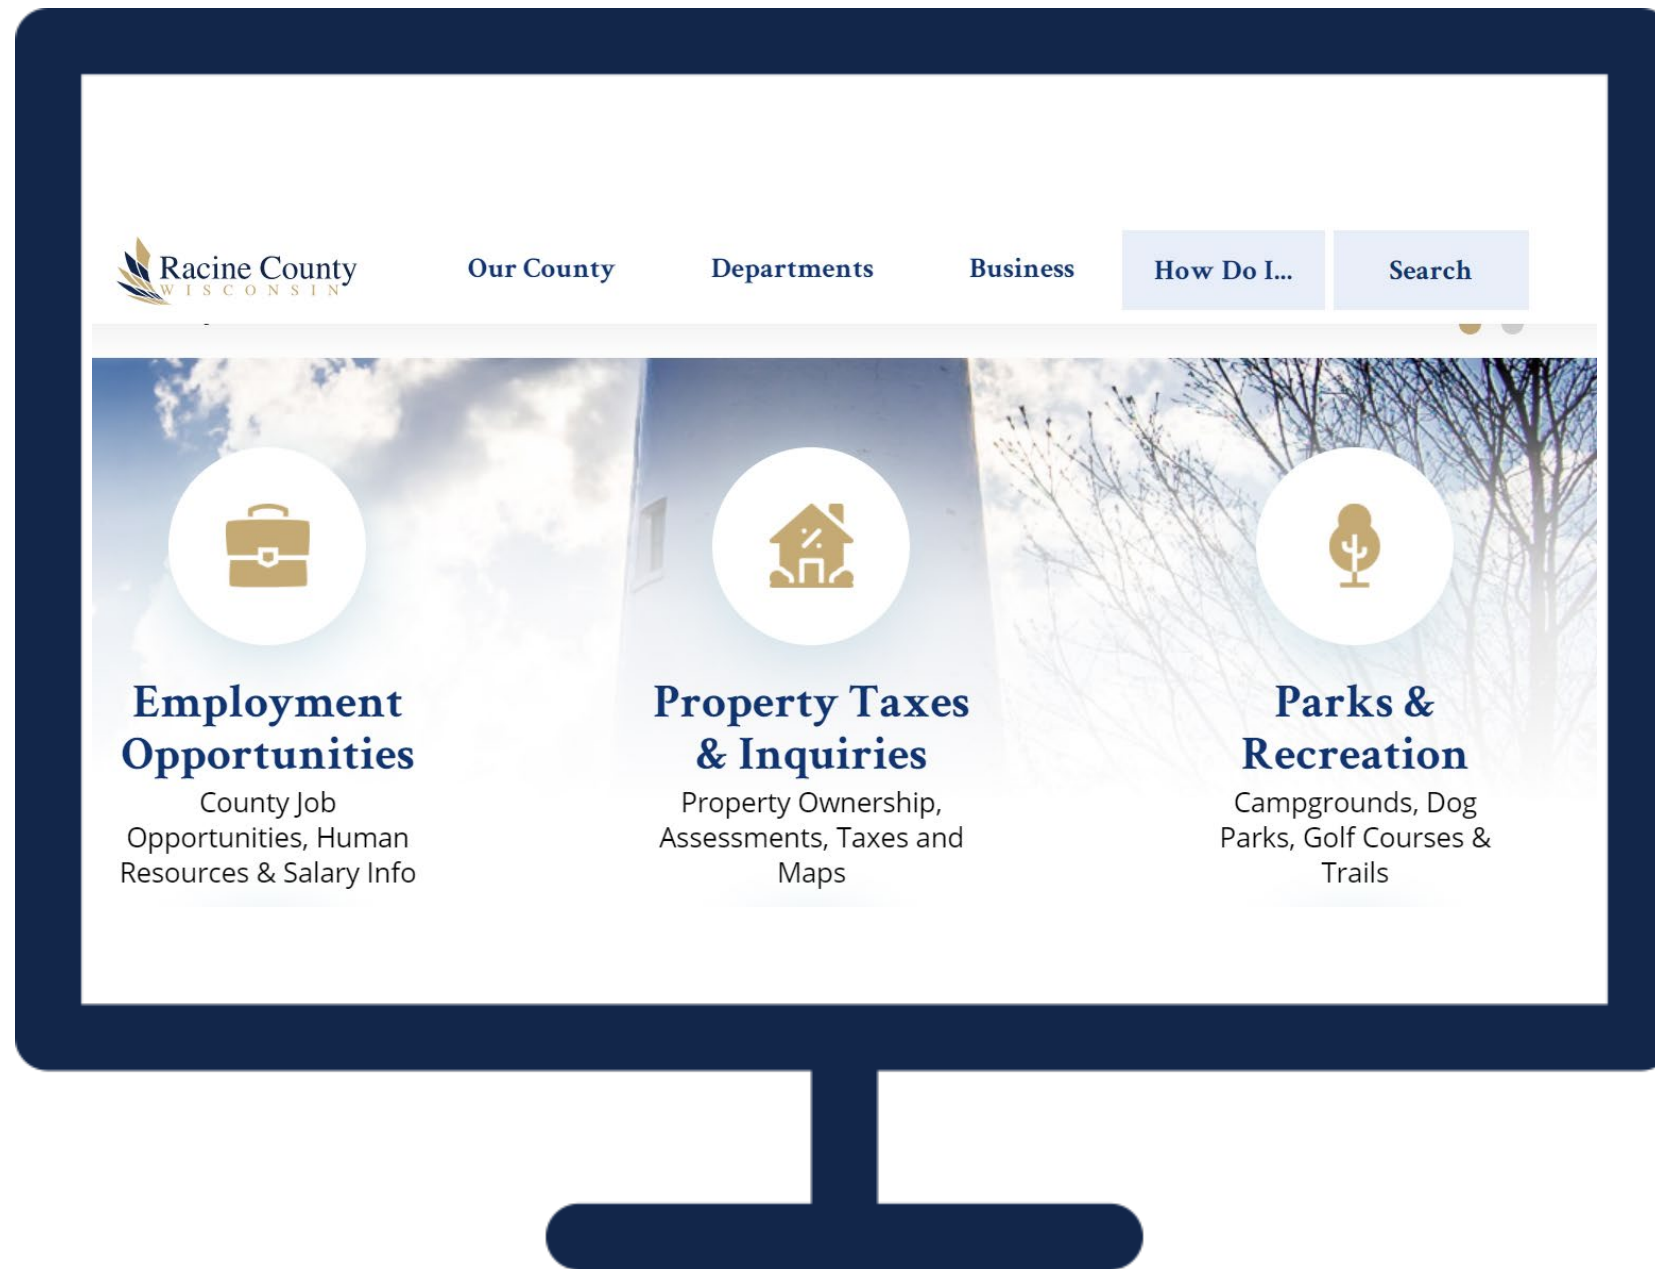 Racine County
WISCONSIN
Our County
Departments
Business
How Do I...
Search
Employment
Opportunities
County Job
Opportunities, Human
Resources & Salary Info
Property Taxes
& Inquiries
Property Ownership,
Assessments, Taxes and
Maps
Parks &
Recreation
Campgrounds, Dog
Parks, Golf Courses &
Trails